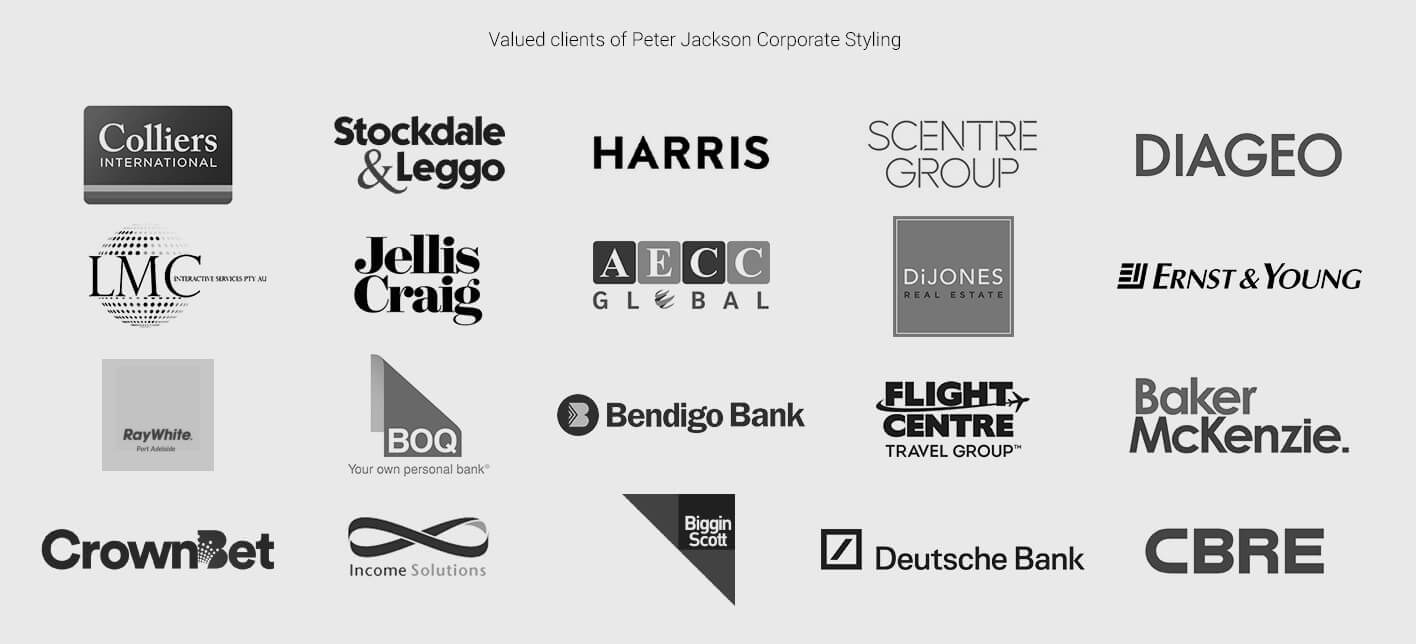 Valued clients of Peter Jackson Corporate Styling
Colliers
INTERNATIONAL
Stockdale
&Leggo
HARRIS
SCENTRE
GROUP
DIAGEO
LMC INTERACTIVE SERVICES PTY AU
Jellis
Craig
AECC
GLOBAL
DiJONES
REAL ESTATE
ERNST & YOUNG
RayWhite.
Port Adelaide
BOQ
Your own personal bank®
B Bendigo Bank
FLIGHT
CENTRE
TRAVEL GROUP™
Baker
McKenzie.
CrownBet
Income Solutions
Biggin
Scott
Deutsche Bank
CBRE